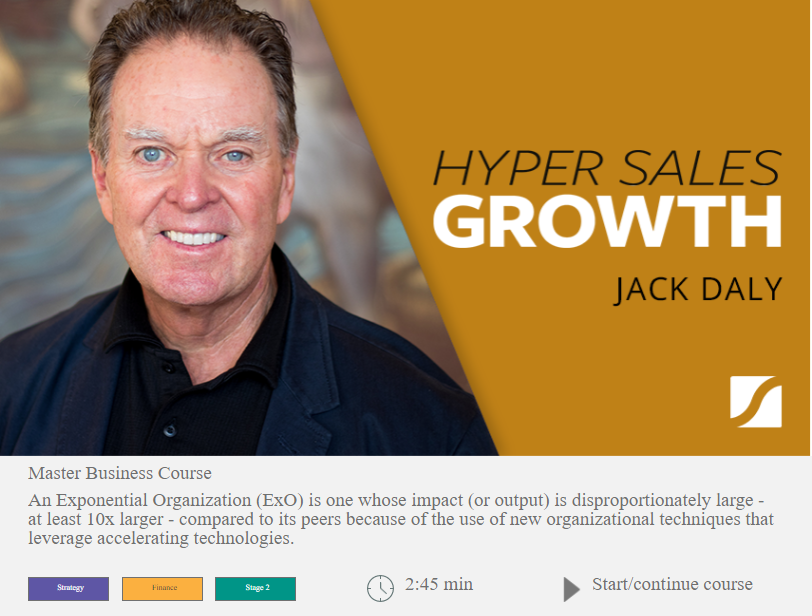 HYPER SALES
GROWTH
JACK DALY
Master Business Course
An Exponential Organization (ExO) is one whose impact (or output) is disproportionately large -
at least 10x larger - compared to its peers because of the use of new organizational techniques that
leverage accelerating technologies.
Strategy Finance Stage 2 2:45 min Start/continue course